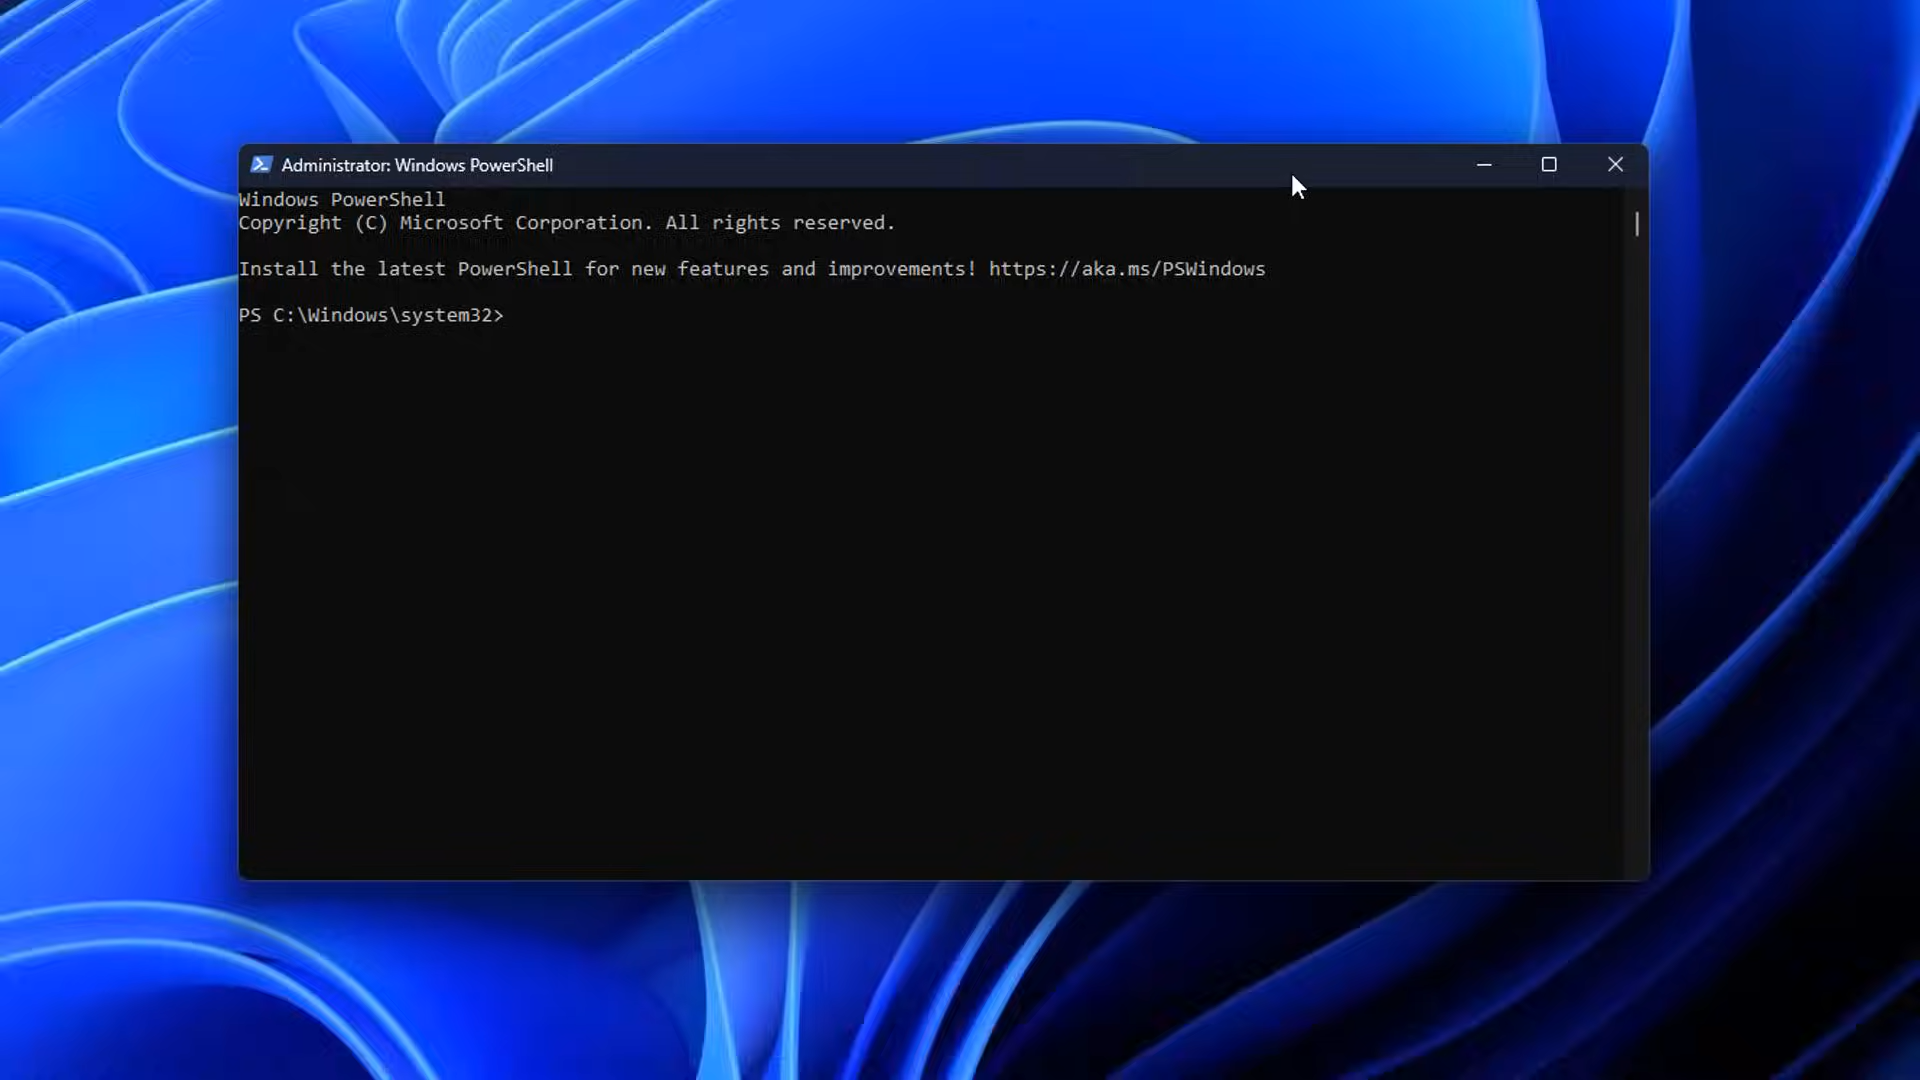 Administrator: Windows PowerShell
Windows PowerShell
Copyright (C) Microsoft Corporation. All rights reserved.
Install the latest PowerShell for new features and improvements! https://aka.ms/PSWindows
PS C:\Windows\system32>